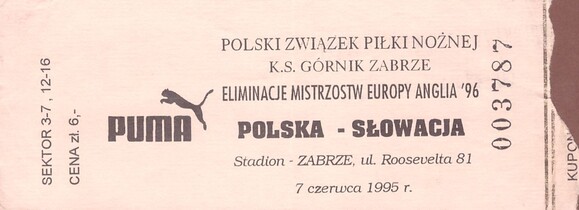 SEKTOR 3-7, 12-16
CENA zł. 6,-
PUMA
POLSKI ZWIĄZEK PIŁKI NOŻNEJ
K.S. GÓRNIK ZABRZE
ELIMINACJE MISTRZOSTW EUROPY ANGLIA '96
POLSKA - SŁOWACJA
Stadion - ZABRZE, ul. Roosevelta 81
7 czerwca 1995 r.
003787
KUPON